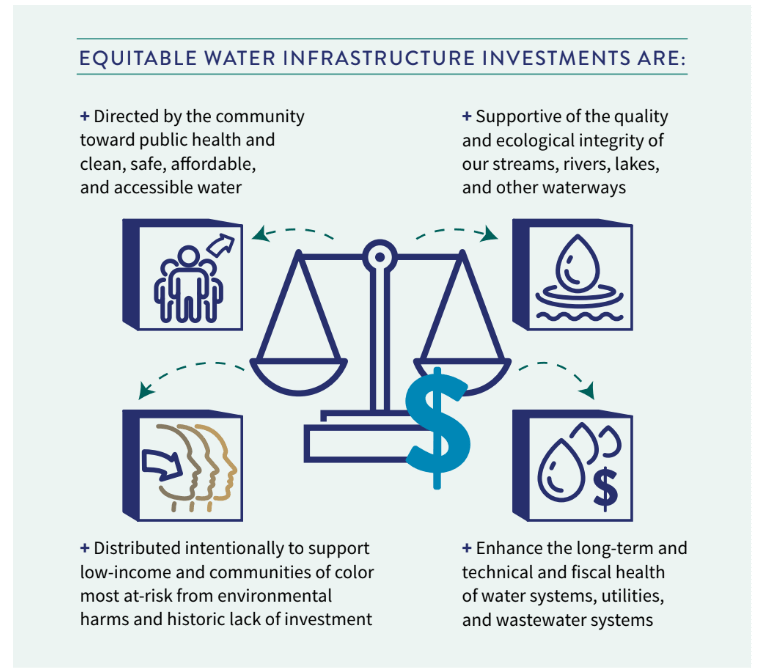 EQUITABLE WATER INFRASTRUCTURE INVESTMENTS ARE:
+ Directed by the community
toward public health and
clean, safe, affordable,
and accessible water
+ Supportive of the quality
and ecological integrity of
our streams, rivers, lakes,
and other waterways
$
$
+ Distributed intentionally to support
low-income and communities of color
most at-risk from environmental
harms and historic lack of investment
+ Enhance the long-term and
technical and fiscal health
of water systems, utilities,
and wastewater systems